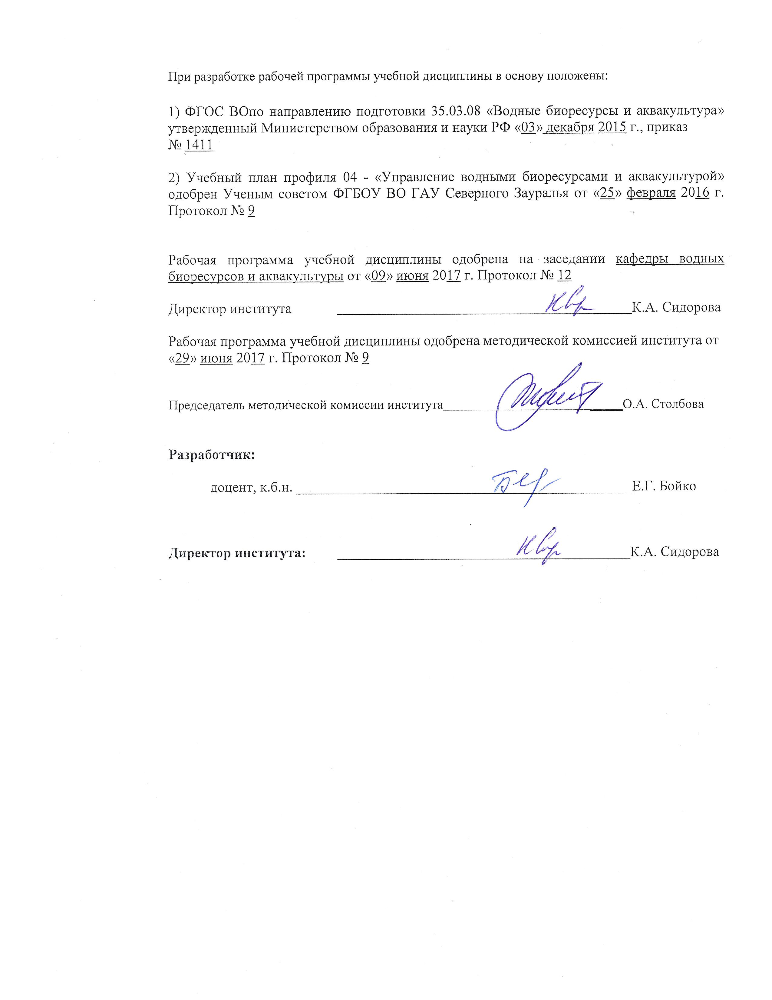 При разработке рабочей программы учебной дисциплины в основу положены:
1) ФГОС ВОпо направлению подготовки 35.03.08 «Водные биоресурсы и аквакультура»
утвержденный Министерством образования и науки РФ «03» декабря 2015 г., приказ
№ 1411
2) Учебный план профиля 04 - «Управление водными биоресурсами и аквакультурой»
одобрен Ученым советом ФГБОУ ВО ГАУ Северного Зауралья от «25» февраля 2016 г.
Протокол № 9
Рабочая программа учебной дисциплины одобрена на заседании кафедры водных
биоресурсов и аквакультуры от «09» июня 2017 г. Протокол № 12
Директор института К.А. Сидорова
Рабочая программа учебной дисциплины одобрена методической комиссией института от
«29» июня 2017 г. Протокол № 9
Председатель методической комиссии института О.А. Столбова
Разработчик:
доцент, к.б.н. Е.Г. Бойко
Директор института: К.А. Сидорова